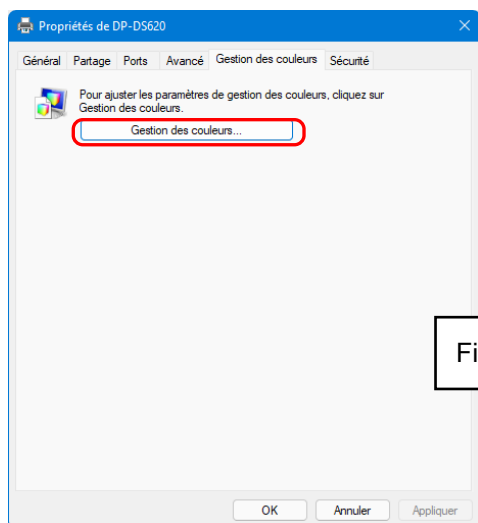 Propriétés de DP-DS620
Général Partage Ports Avancé Gestion des couleurs Sécurité
Pour ajuster les paramètres de gestion des couleurs, cliquez sur
Gestion des couleurs.
Gestion des couleurs...
Fi
OK Annuler Appliquer